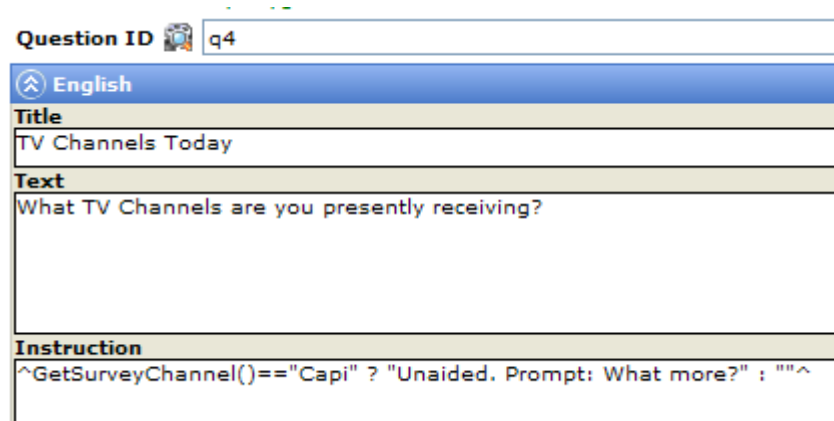 Question ID q4
English
Title
TV Channels Today
Text
What TV Channels are you presently receiving?
Instruction
^GetSurveyChannel()=="Capi" ? "Unaided. Prompt: What more?" : ""^